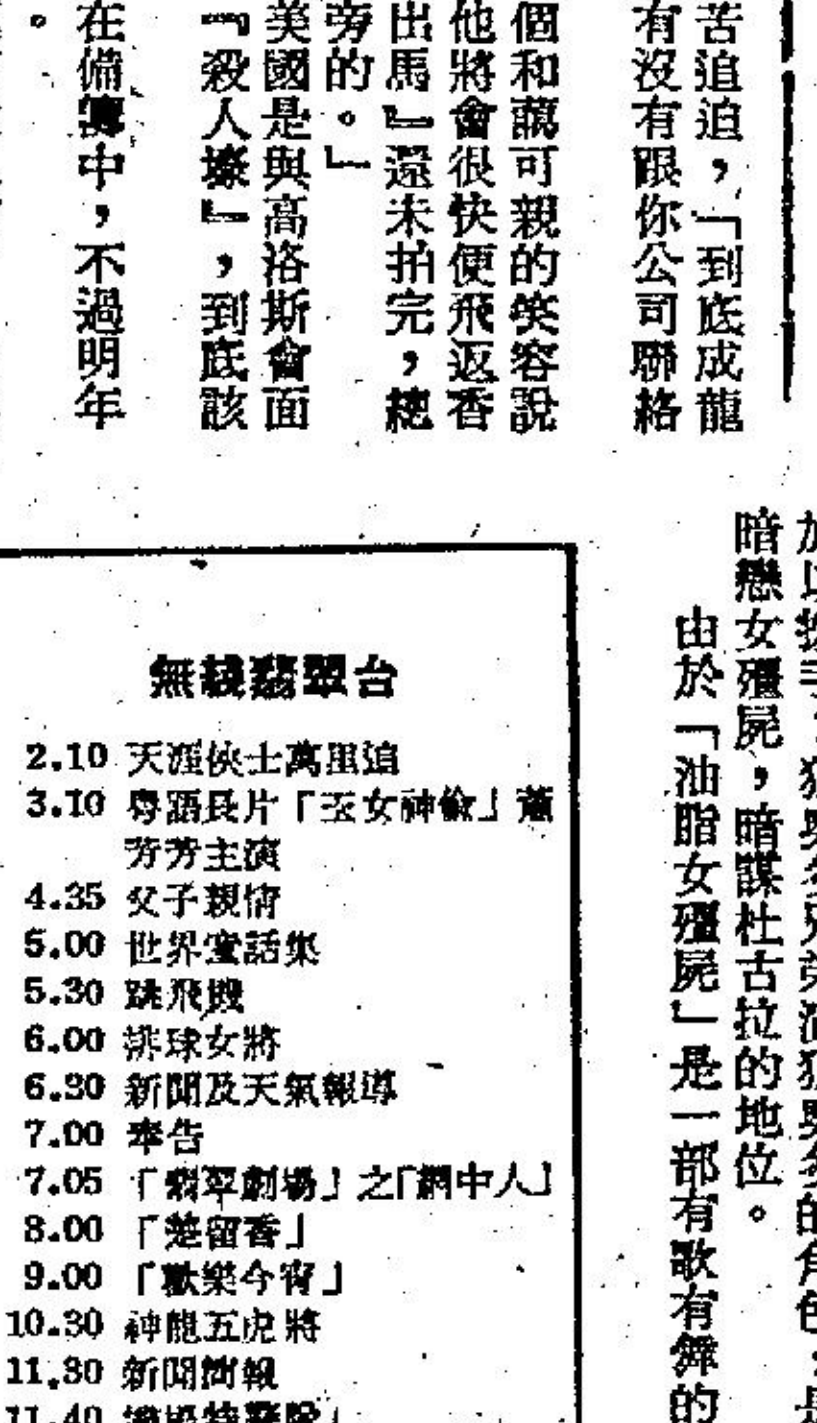 苦追迫，「到底成龍
有沒有跟你公司聯絡
個和藹可親的笑容說
他將會很快便飛返香
出馬』還未拍完，總
旁的。」
美國是與高洛斯會面
『殺人壕』，到底該
在備中，不過明年
。
暗戀女殭屍，暗謀杜古拉的地位。
由於「油脂女殭屍」是一部有歌有舞的
無綫翡翠台
2.10 天涯俠士萬里追
3.10 粤語長片「玉女神偷」蕭
芳芳主演
4.35 父子親情
5.00 世界童話集
5.30 跳飛機
6.00 排球女將
6.30 新聞及天氣報導
7.00 奉告
7.05 「翡翠劇場」之「網中人」
8.00 「楚留香」
9.00 「歡樂今宵」
10.30 神龍五虎將
11.30 新聞簡報
11.40